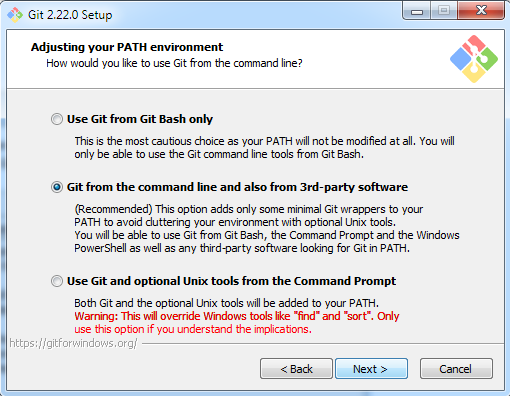 Git 2.22.0 Setup
Adjusting your PATH environment
How would you like to use Git from the command line?
Use Git from Git Bash only
This is the most cautious choice as your PATH will not be modified at all. You will
only be able to use the Git command line tools from Git Bash.
Git from the command line and also from 3rd-party software
(Recommended) This option adds only some minimal Git wrappers to your
PATH to avoid cluttering your environment with optional Unix tools.
You will be able to use Git from Git Bash, the Command Prompt and the Windows
PowerShell as well as any third-party software looking for Git in PATH.
Use Git and optional Unix tools from the Command Prompt
Both Git and the optional Unix tools will be added to your PATH.
Warning: This will override Windows tools like "find" and "sort". Only
use this option if you understand the implications.
https://gitforwindows.org/
< Back
Next >
Cancel